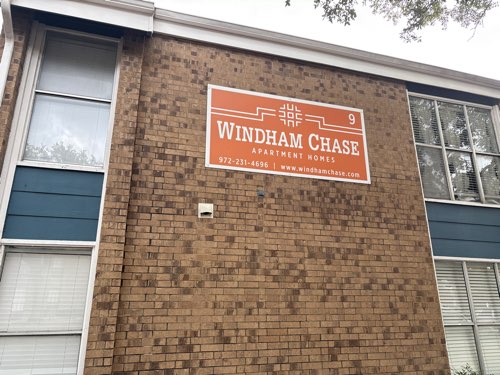 9
WINDHAM CHASE
APARTMENT HOMES
972-231-4696 | www.windhamchase.com